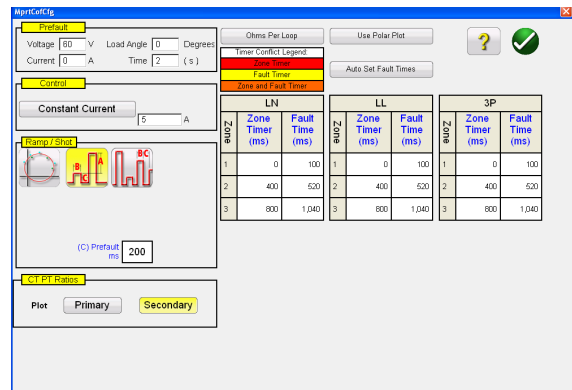 MprtCofCfg
Prefault
Voltage 60 V Load Angle 0 Degrees
Current 0 A Time 2 ( s )
Control
Constant Current
5 A
Ramp / Shot
B C A
BC
A
(C) Prefault
ms 200
CT PT Ratios
Plot Primary Secondary
Ohms Per Loop
Use Polar Plot
Timer Conflict Legend:
Zone Timer
Fault Timer
Zone and Fault Timer
Auto Set Fault Times
?
LN LL 3P
Zone Zone Timer (ms) Fault Time (ms) Zone Zone Timer (ms) Fault Time (ms) Zone Zone Timer (ms) Fault Time (ms)
1 0 100 1 0 100 1 0 100
2 400 520 2 400 520 2 400 520
3 800 1,040 3 800 1,040 3 800 1,040